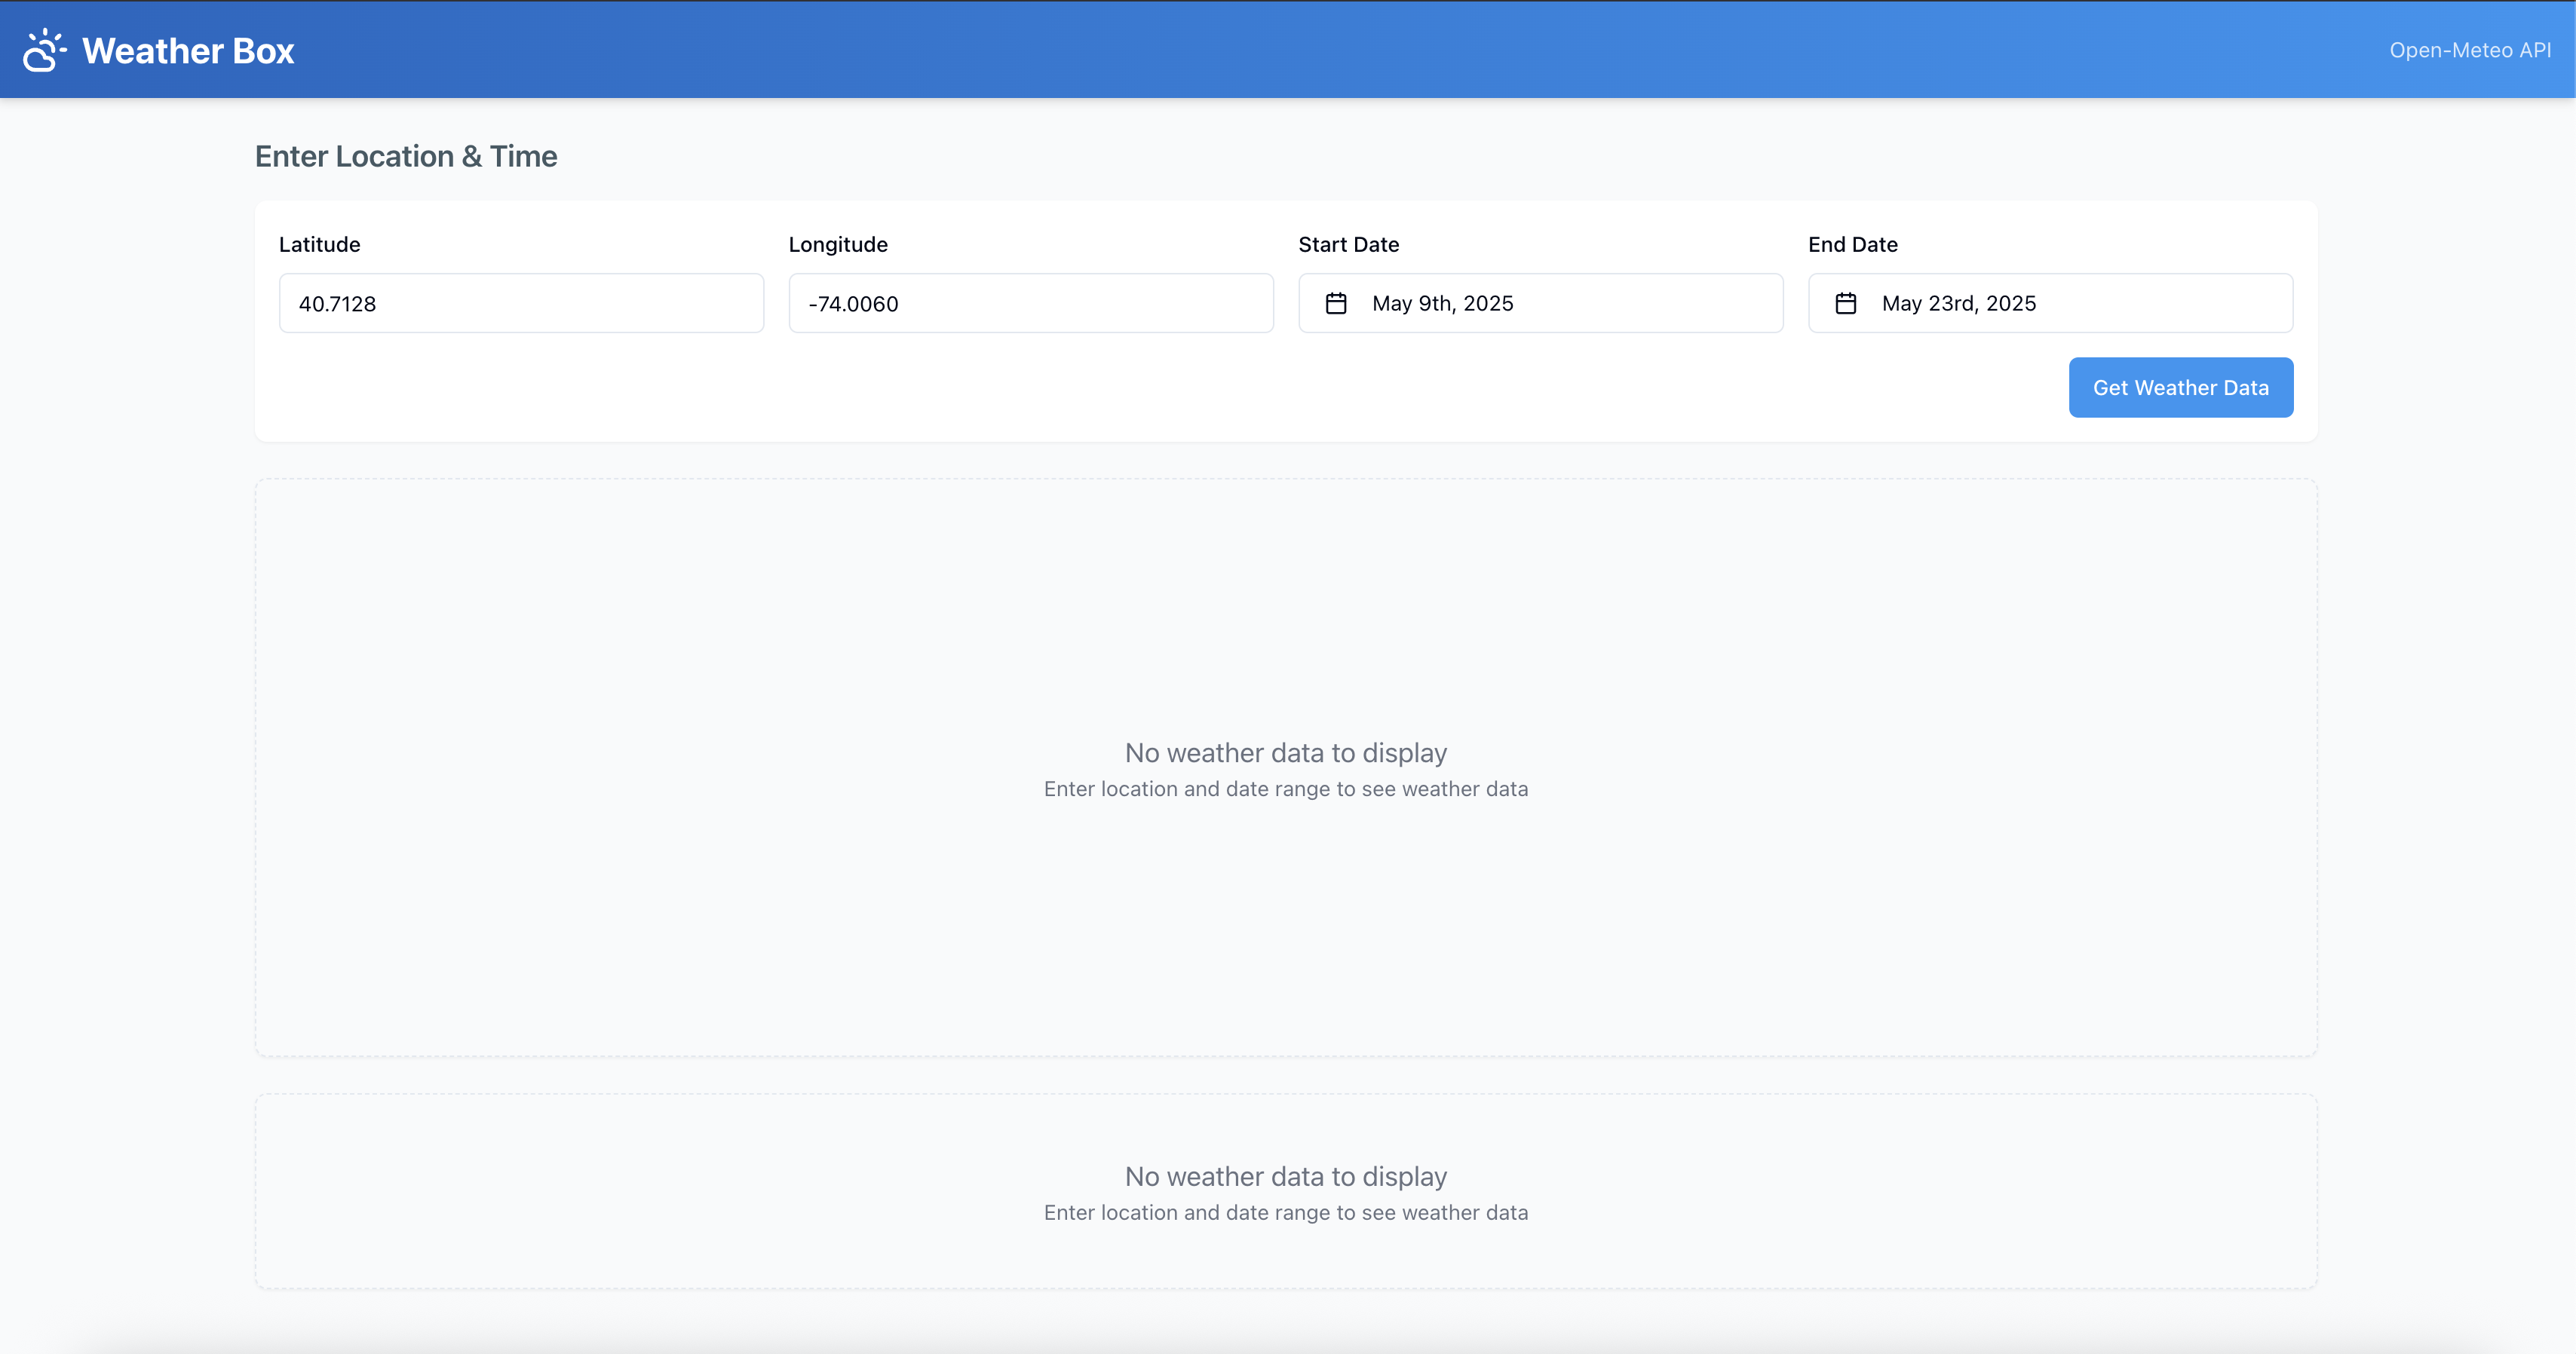 Weather Box
Open-Meteo API
Enter Location & Time
Latitude
Longitude
Start Date
End Date
40.7128
-74.0060
May 9th, 2025
May 23rd, 2025
Get Weather Data
No weather data to display
Enter location and date range to see weather data
No weather data to display
Enter location and date range to see weather data